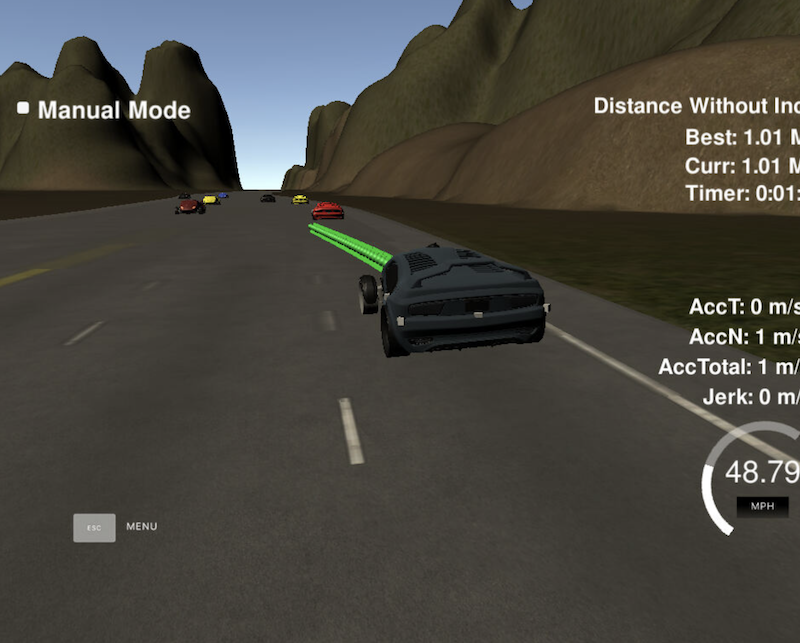 Manual Mode
Distance Without Inc
Best: 1.01 M
Curr: 1.01 M
Timer: 0:01:
AccT: 0 m/s
AccN: 1 m/s
AccTotal: 1 m/
Jerk: 0 m/
48.79
MPH
ESC MENU